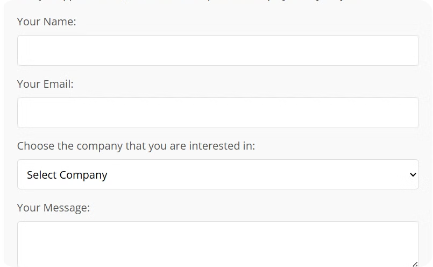 Your Name:
Your Email:
Choose the company that you are interested in:
Select Company
Your Message: